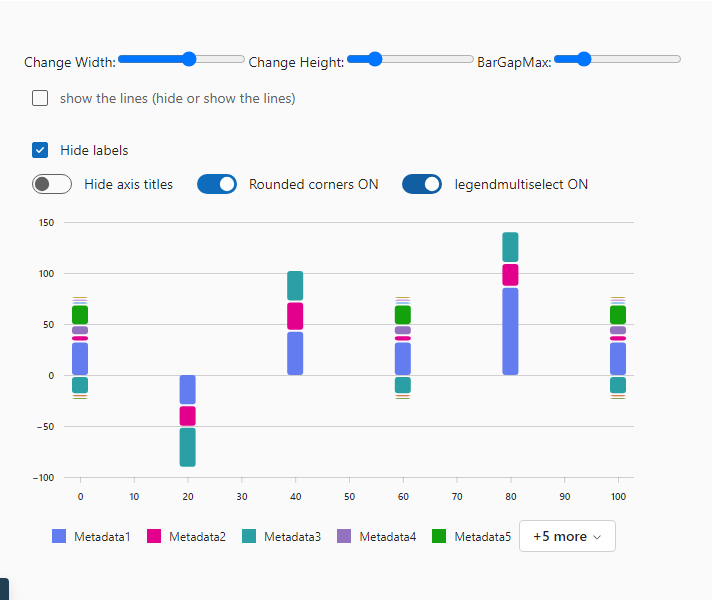 Change Width: Change Height: BarGapMax:
show the lines (hide or show the lines)
Hide labels
Hide axis titles Rounded corners ON legendmultiselect ON
150
100
50
0
−50
−100
0 10 20 30 40 50 60 70 80 90 100
Metadata1 Metadata2 Metadata3 Metadata4 Metadata5 +5 more